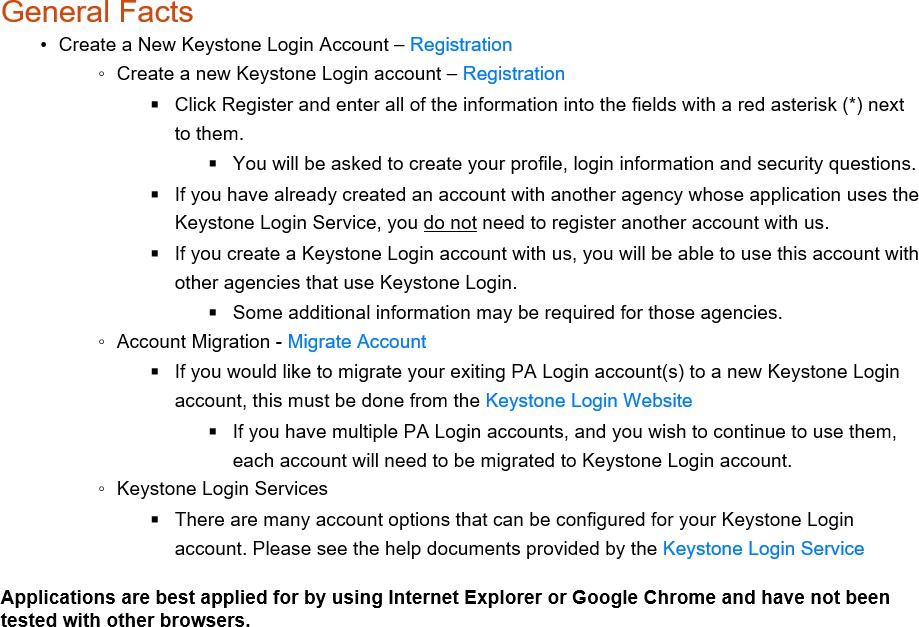 General Facts
• Create a New Keystone Login Account – Registration
◦ Create a new Keystone Login account – Registration
▪ Click Register and enter all of the information into the fields with a red asterisk (*) next
to them.
▪ You will be asked to create your profile, login information and security questions.
▪ If you have already created an account with another agency whose application uses the
Keystone Login Service, you do not need to register another account with us.
▪ If you create a Keystone Login account with us, you will be able to use this account with
other agencies that use Keystone Login.
▪ Some additional information may be required for those agencies.
◦ Account Migration - Migrate Account
▪ If you would like to migrate your exiting PA Login account(s) to a new Keystone Login
account, this must be done from the Keystone Login Website
▪ If you have multiple PA Login accounts, and you wish to continue to use them,
each account will need to be migrated to Keystone Login account.
◦ Keystone Login Services
▪ There are many account options that can be configured for your Keystone Login
account. Please see the help documents provided by the Keystone Login Service
Applications are best applied for by using Internet Explorer or Google Chrome and have not been
tested with other browsers.